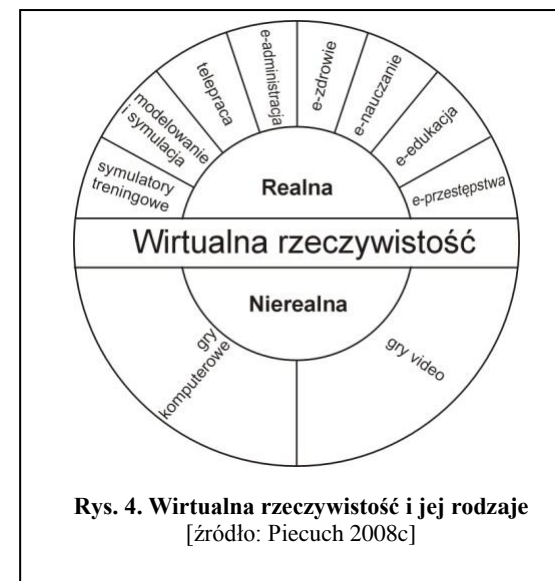 symulatory
treningowe
modelowanie
i symulacja
telepraca
e-administracja
e-zdrowie
e-nauczanie
e-edukacja
e-przestępstwa
Realna
Wirtualna rzeczywistość
Nierealna
gry
komputerowe
gry video
Rys. 4. Wirtualna rzeczywistość i jej rodzaje
[źródło: Piecuch 2008c]